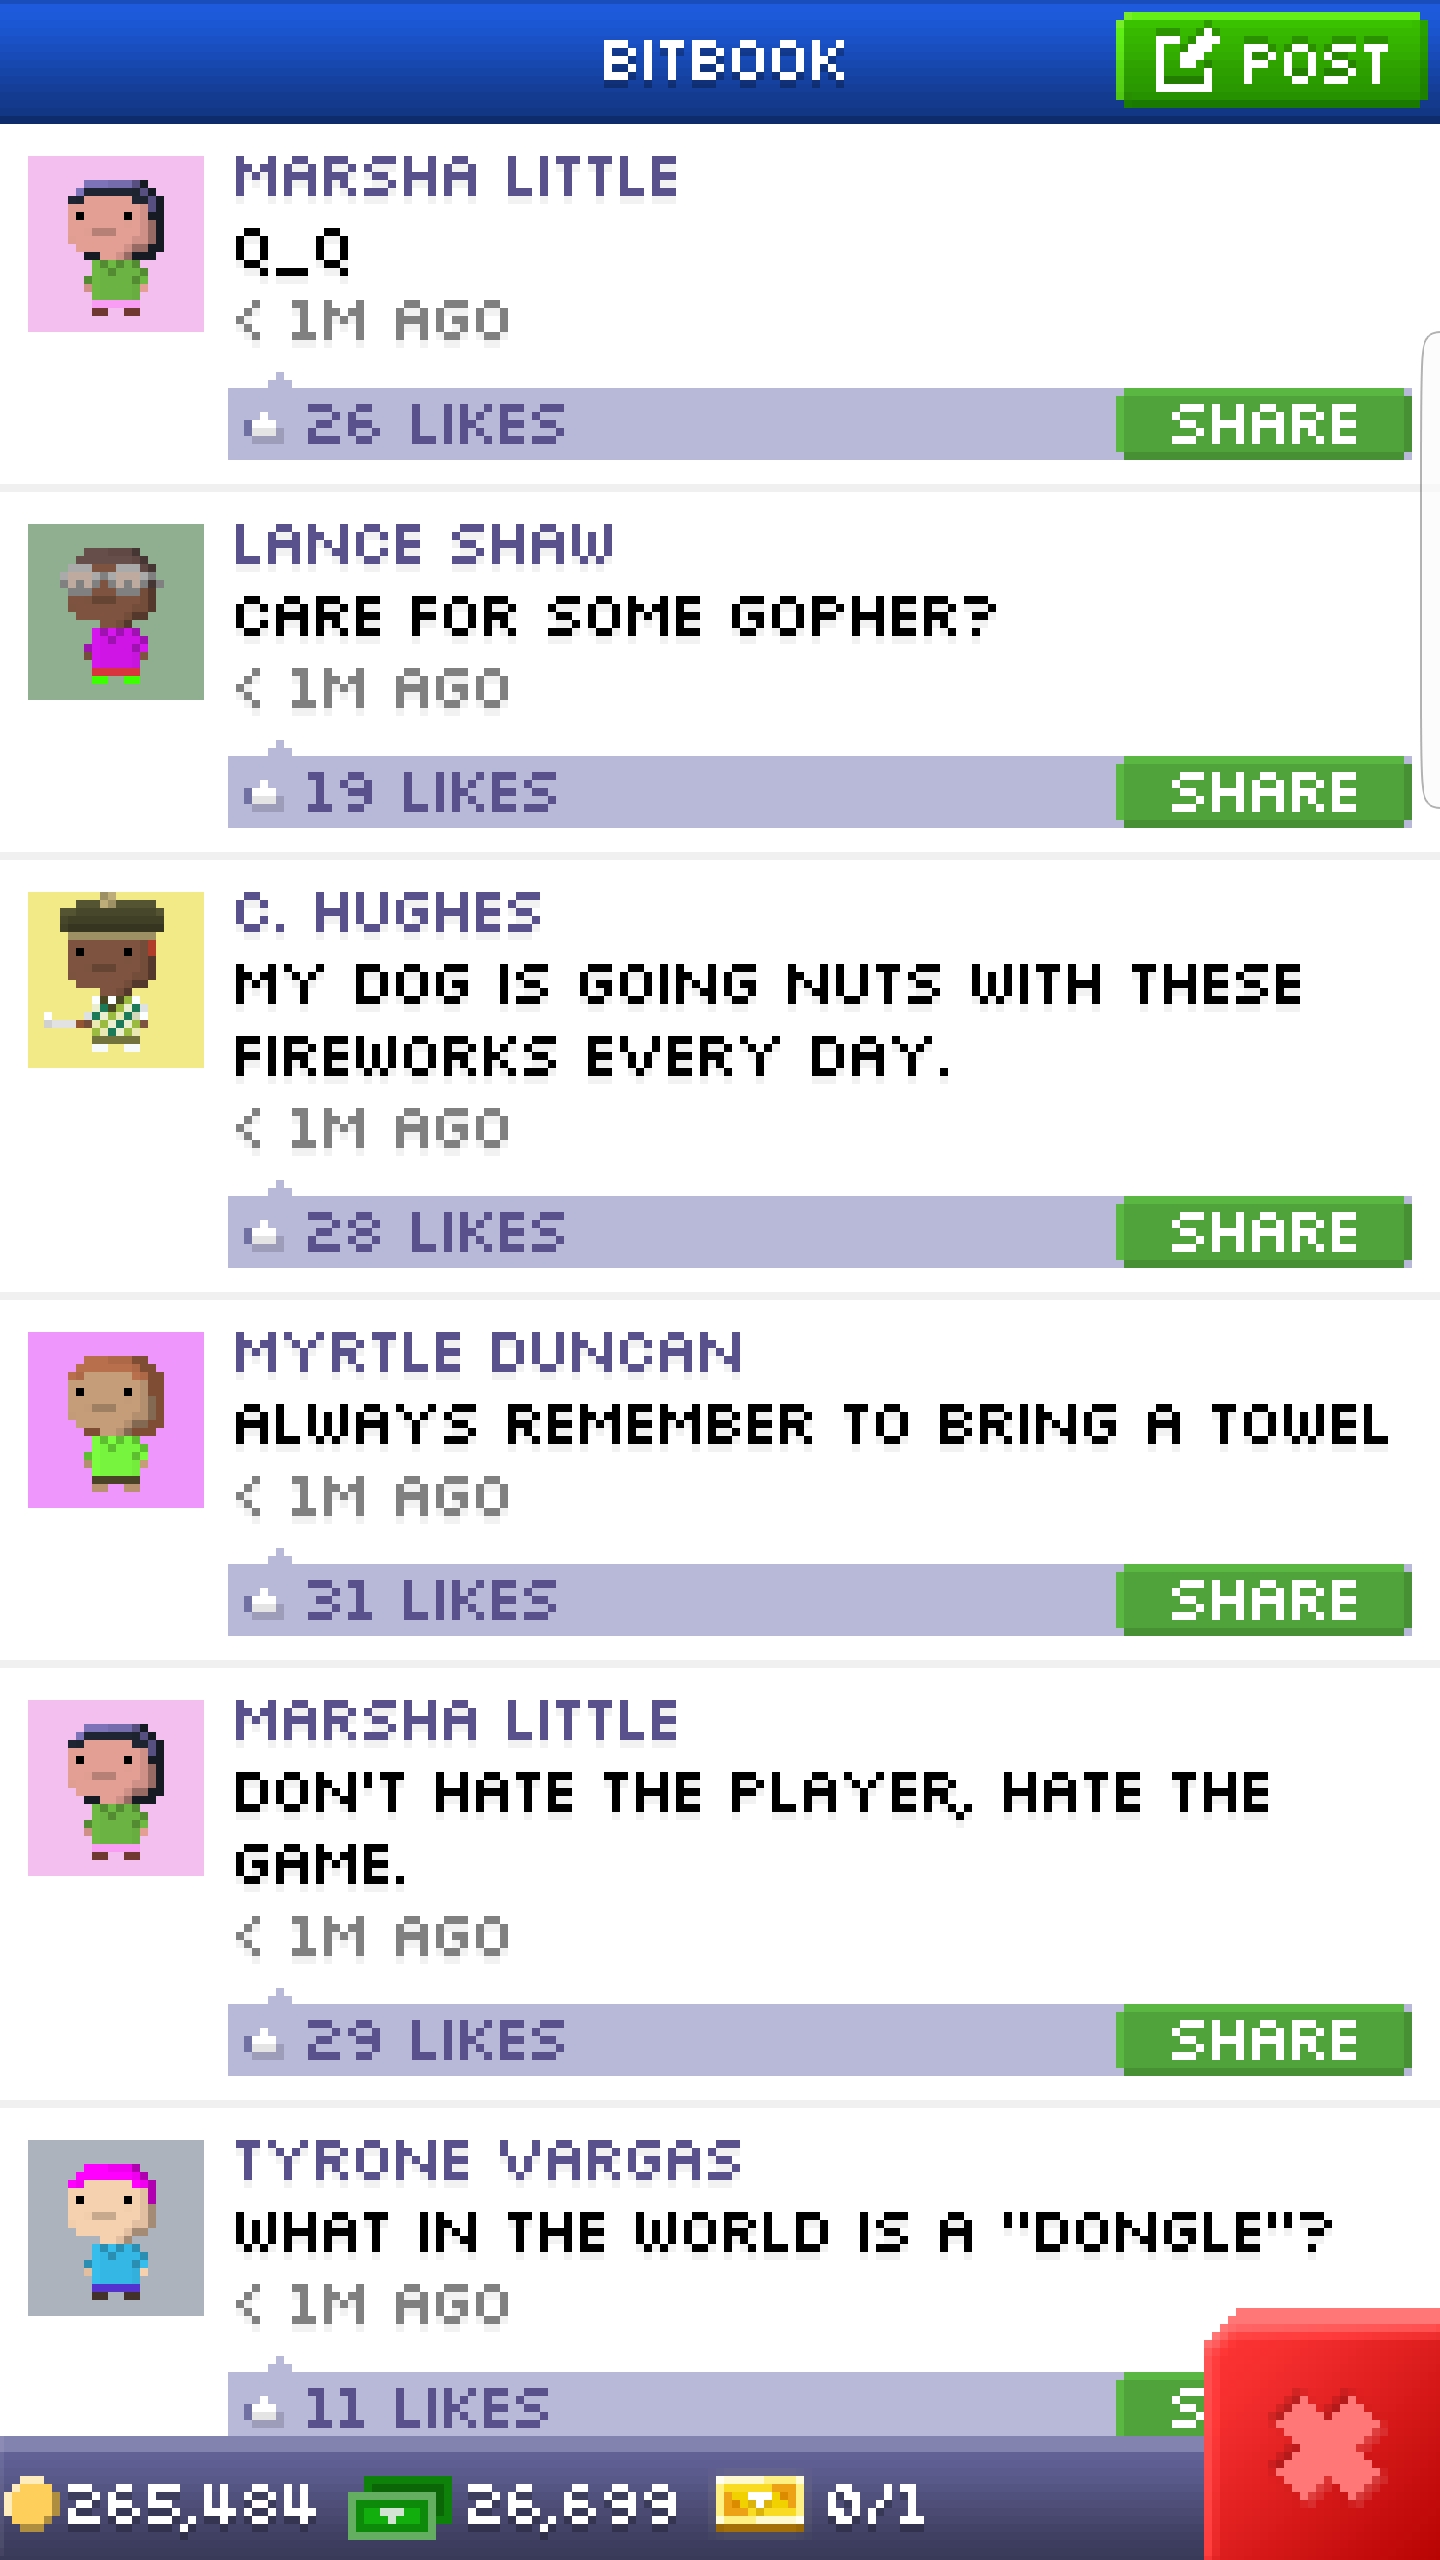 BITBOOK
POST
MARSHA LITTLE
Q_Q
< 1M AGO
26 LIKES
SHARE
LANCE SHAW
CARE FOR SOME GOPHER?
< 1M AGO
19 LIKES
SHARE
C. HUGHES
MY DOG IS GOING NUTS WITH THESE
FIREWORKS EVERY DAY.
< 1M AGO
28 LIKES
SHARE
MYRTLE DUNCAN
ALWAYS REMEMBER TO BRING A TOWEL
< 1M AGO
31 LIKES
SHARE
MARSHA LITTLE
DON'T HATE THE PLAYER, HATE THE
GAME.
< 1M AGO
29 LIKES
SHARE
TYRONE VARGAS
WHAT IN THE WORLD IS A "DONGLE"?
< 1M AGO
11 LIKES
S
265,484 26,699 0/1